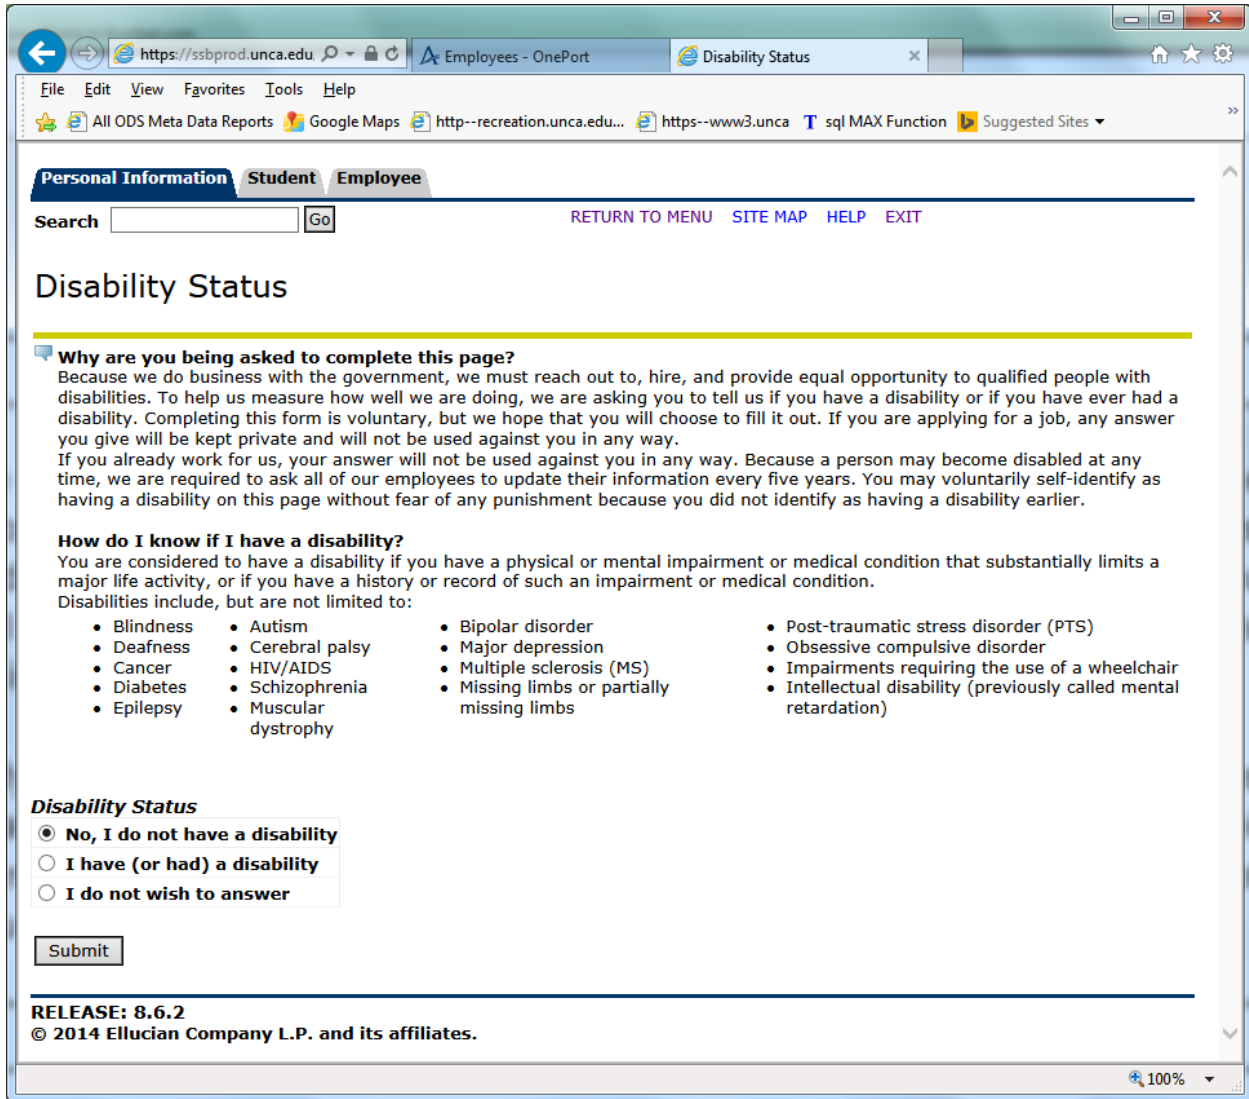 https://ssbprod.unca.edu
Employees - OnePort
Disability Status
File Edit View Favorites Tools Help
All ODS Meta Data Reports Google Maps http--recreation.unca.edu... https--www3.unca T sql MAX Function Suggested Sites
Personal Information Student Employee
Search Go RETURN TO MENU SITE MAP HELP EXIT
Disability Status
Why are you being asked to complete this page?
Because we do business with the government, we must reach out to, hire, and provide equal opportunity to qualified people with
disabilities. To help us measure how well we are doing, we are asking you to tell us if you have a disability or if you have ever had a
disability. Completing this form is voluntary, but we hope that you will choose to fill it out. If you are applying for a job, any answer
you give will be kept private and will not be used against you in any way.
If you already work for us, your answer will not be used against you in any way. Because a person may become disabled at any
time, we are required to ask all of our employees to update their information every five years. You may voluntarily self-identify as
having a disability on this page without fear of any punishment because you did not identify as having a disability earlier.
How do I know if I have a disability?
You are considered to have a disability if you have a physical or mental impairment or medical condition that substantially limits a
major life activity, or if you have a history or record of such an impairment or medical condition.
Disabilities include, but are not limited to:
• Blindness
• Deafness
• Cancer
• Diabetes
• Epilepsy
• Autism
• Cerebral palsy
• HIV/AIDS
• Schizophrenia
• Muscular
dystrophy
• Bipolar disorder
• Major depression
• Multiple sclerosis (MS)
• Missing limbs or partially
missing limbs
• Post-traumatic stress disorder (PTS)
• Obsessive compulsive disorder
• Impairments requiring the use of a wheelchair
• Intellectual disability (previously called mental
retardation)
Disability Status
No, I do not have a disability
I have (or had) a disability
I do not wish to answer
Submit
RELEASE: 8.6.2
© 2014 Ellucian Company L.P. and its affiliates.
100%